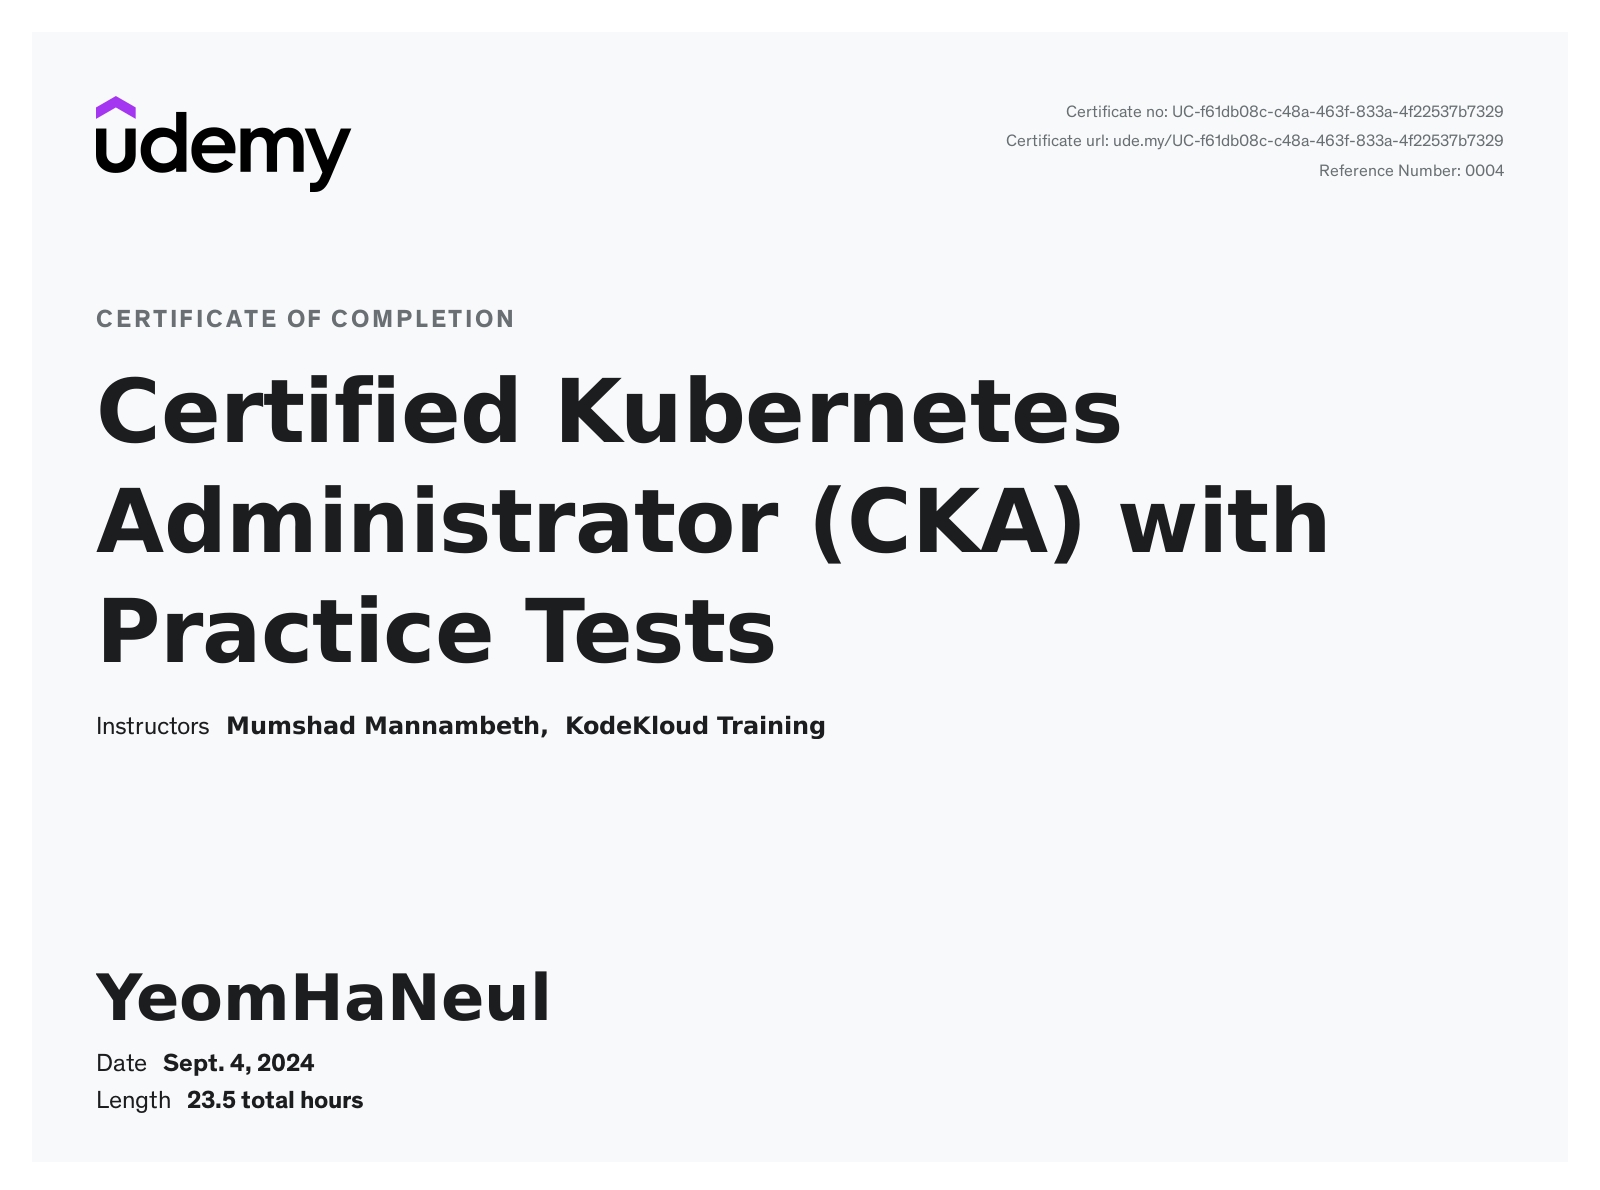 udemy
Certificate no: UC-f61db08c-c48a-463f-833a-4f22537b7329
Certificate url: ude.my/UC-f61db08c-c48a-463f-833a-4f22537b7329
Reference Number: 0004
CERTIFICATE OF COMPLETION
Certified Kubernetes
Administrator (CKA) with
Practice Tests
Instructors Mumshad Mannambeth, KodeKloud Training
YeomHaNeul
Date Sept. 4, 2024
Length 23.5 total hours